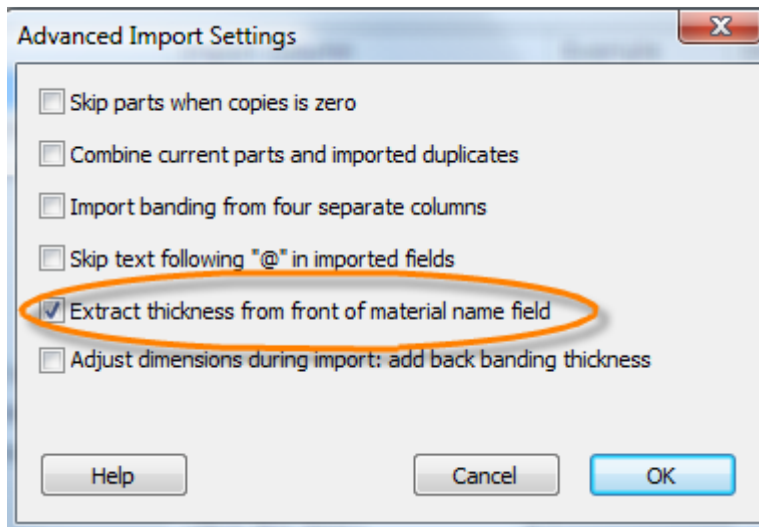 Advanced Import Settings
Skip parts when copies is zero
Combine current parts and imported duplicates
Import banding from four separate columns
Skip text following "@" in imported fields
Extract thickness from front of material name field
Adjust dimensions during import: add back banding thickness
Help Cancel OK